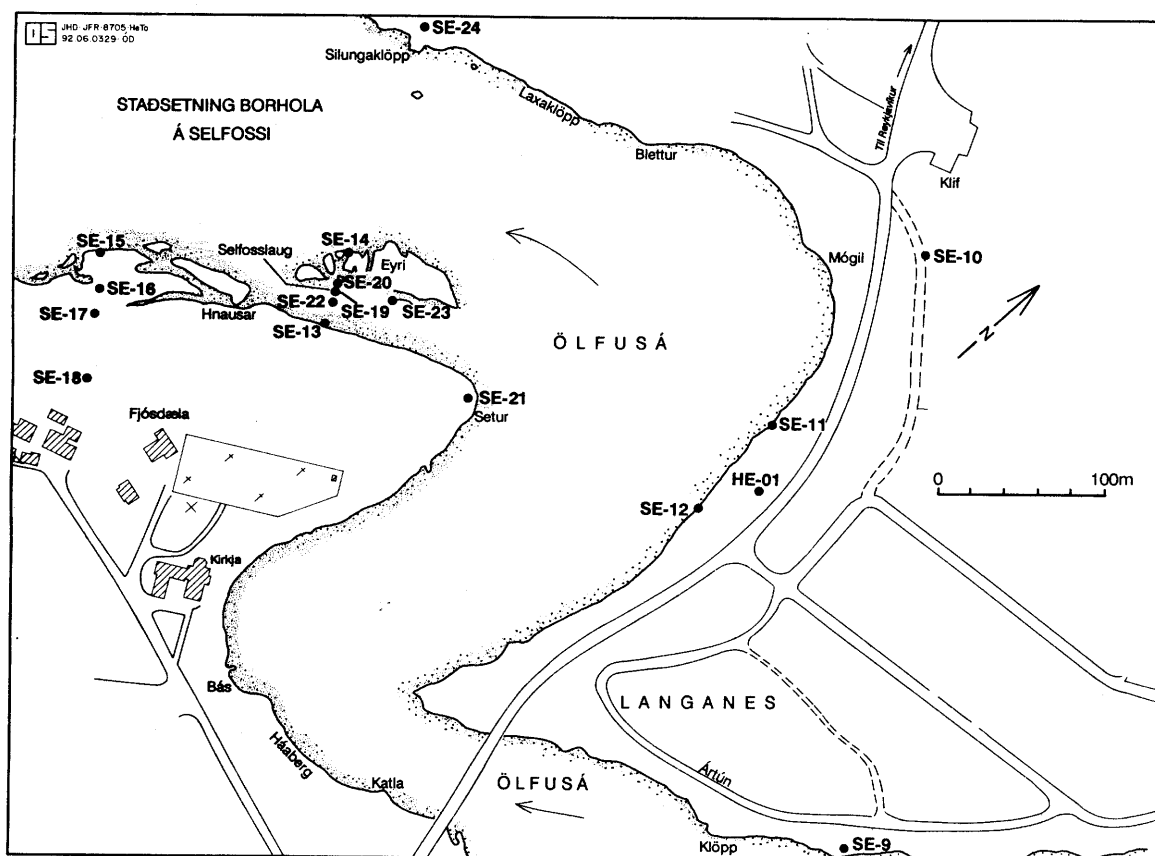 OS
JHD-JFR-8705-HeTo
92.06.0329-OD
STAÐSETNING BORHOLA
Á SELFOSSI
SE-24
Silungaklöpp
Laxaklöpp
Blettur
Til Reykjavíkur
Klif
SE-15
Selfosslaug
SE-14
Eyri
Mógil
SE-10
SE-16
SE-20
SE-22
SE-19
SE-23
SE-17
Hnausar
SE-13
ÖLFUSÁ
N
SE-18
SE-21
Setur
Fjósdæla
SE-11
HE-01
0 100m
SE-12
Kirkja
Bás
LANGANES
Háaberg
Katla
ÖLFUSÁ
Ártún
Klöpp
SE-9